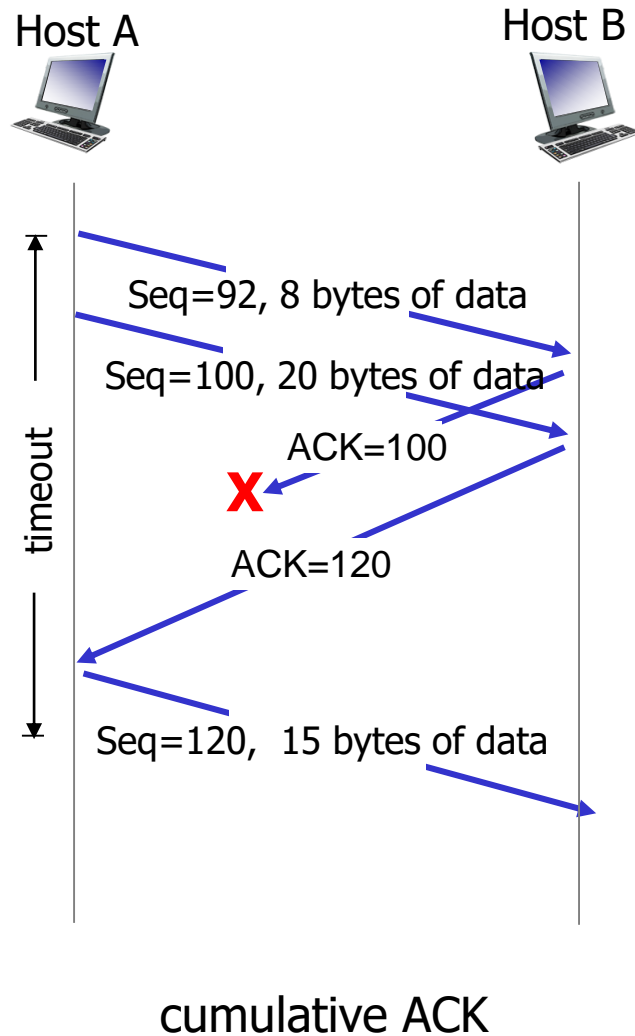 Host A
Host B
Seq=92, 8 bytes of data
Seq=100, 20 bytes of data
ACK=100
X
timeout
ACK=120
Seq=120,  15 bytes of data
cumulative ACK